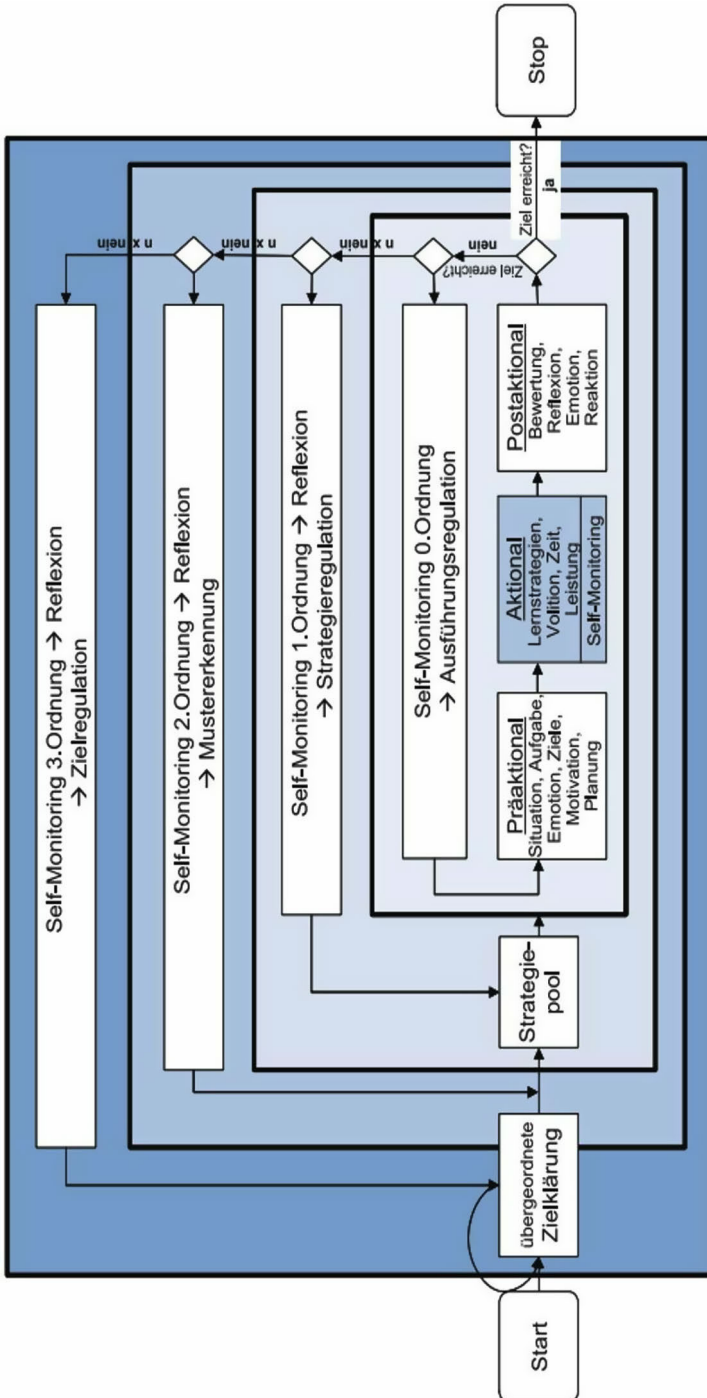 Self-Monitoring 3.Ordnung → Reflexion
→ Zielregulation
n x nein
Self-Monitoring 2.Ordnung → Reflexion
→ Mustererkennung
n x nein
Self-Monitoring 1.Ordnung → Reflexion
→ Strategieregulation
n x nein
Self-Monitoring 0.Ordnung
→ Ausführungsregulation
nein
Ziel erreicht?
Start
übergeordnete
Zielklärung
Strategie-
pool
Präaktional
Situation, Aufgabe,
Emotion, Ziele,
Motivation,
Planung
Aktional
Lernstrategien,
Volition, Zeit,
Leistung
Self-Monitoring
Postaktional
Bewertung,
Reflexion,
Emotion,
Reaktion
Ziel erreicht?
ja
Stop